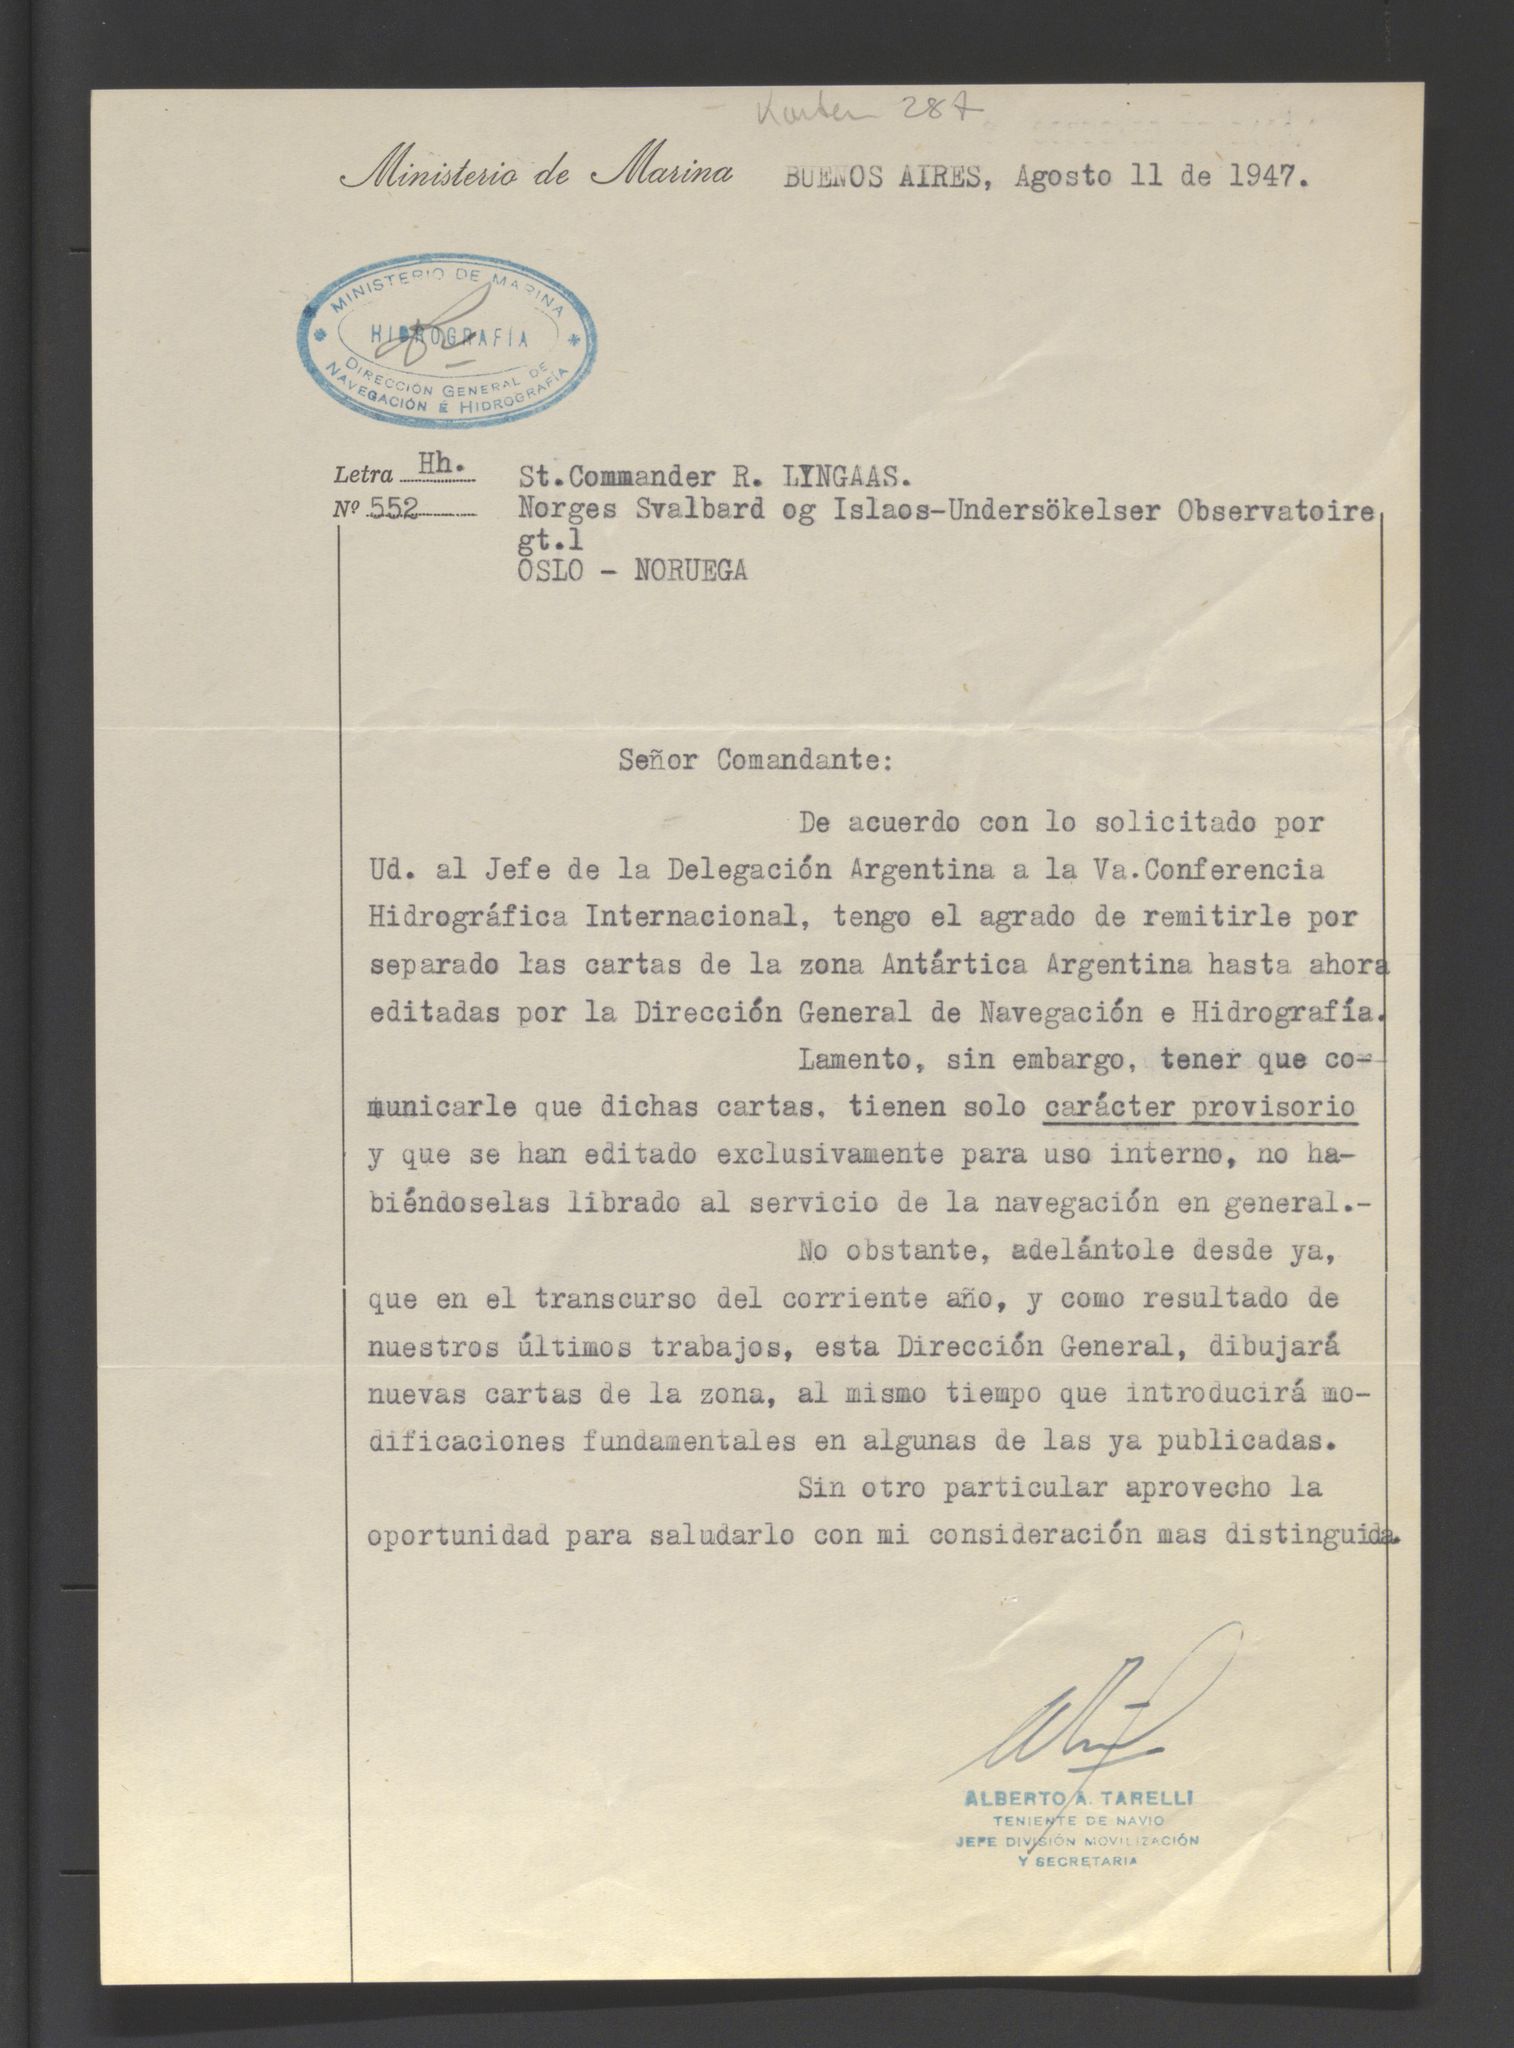 Karter 287
Ministerio de Marina BUENOS AIRES, Agosto 11 de 1947.
MINISTERIO DE MARINA
HIDROGRAFÍA
DIRECCIÓN GENERAL DE
NAVEGACIÓN É HIDROGRAFÍA
Letra Hh. St.Commander R. LYNGAAS.
Nº 552 Norges Svalbard og Islaos-Undersökelser Observatoire
gt.1
OSLO - NORUEGA
Señor Comandante:
De acuerdo con lo solicitado por
Ud. al Jefe de la Delegación Argentina a la Va.Conferencia
Hidrográfica Internacional, tengo el agrado de remitirle por
separado las cartas de la zona Antártica Argentina hasta ahora
editadas por la Dirección General de Navegación e Hidrografía.
Lamento, sin embargo, tener que co-
municarle que dichas cartas, tienen solo carácter provisorio
y que se han editado exclusivamente para uso interno, no ha-
biéndoselas librado al servicio de la navegación en general.-
No obstante, adelántole desde ya,
que en el transcurso del corriente año, y como resultado de
nuestros últimos trabajos, esta Dirección General, dibujará
nuevas cartas de la zona, al mismo tiempo que introducirá mo-
dificaciones fundamentales en algunas de las ya publicadas.
Sin otro particular aprovecho la
oportunidad para saludarlo con mi consideración mas distinguida.
ALBERTO A. TARELLI
TENIENTE DE NAVIO
JEFE DIVISIÓN MOVILIZACIÓN
Y SECRETARIA